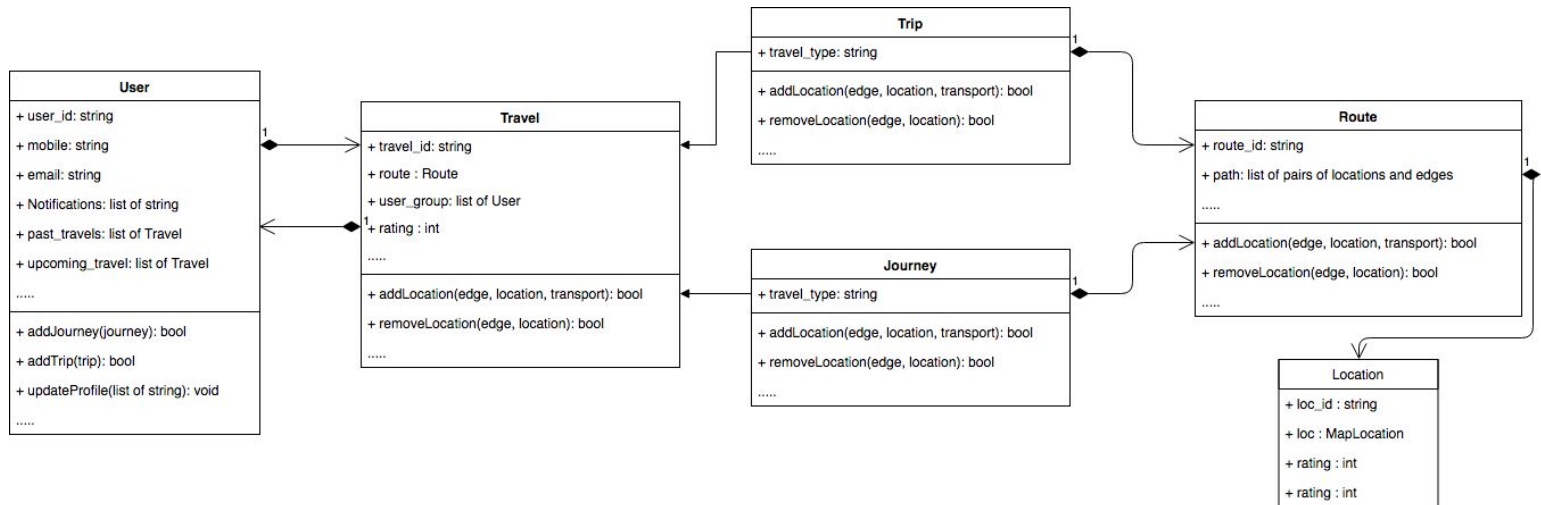 User
+ user_id: string
+ mobile: string
+ email: string
+ Notifications: list of string
+ past_travels: list of Travel
+ upcoming_travel: list of Travel
.....
+ addJourney(journey): bool
+ addTrip(trip): bool
+ updateProfile(list of string): void
.....
1
1
Travel
+ travel_id: string
+ route : Route
+ user_group: list of User
+ rating : int
.....
+ addLocation(edge, location, transport): bool
+ removeLocation(edge, location): bool
.....
Trip
+ travel_type: string
+ addLocation(edge, location, transport): bool
+ removeLocation(edge, location): bool
.....
1
Journey
+ travel_type: string
+ addLocation(edge, location, transport): bool
+ removeLocation(edge, location): bool
.....
1
Route
+ route_id: string
+ path: list of pairs of locations and edges
.....
+ addLocation(edge, location, transport): bool
+ removeLocation(edge, location): bool
.....
1
Location
+ loc_id : string
+ loc : MapLocation
+ rating : int
+ rating : int